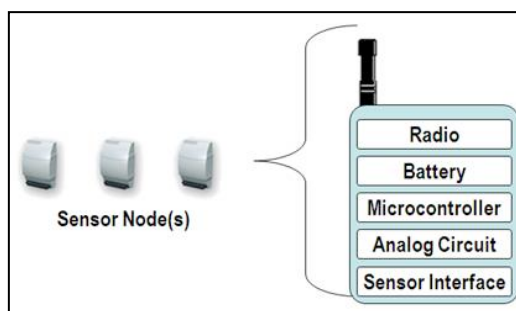 Radio
Battery
Microcontroller
Analog Circuit
Sensor Interface
Sensor Node(s)